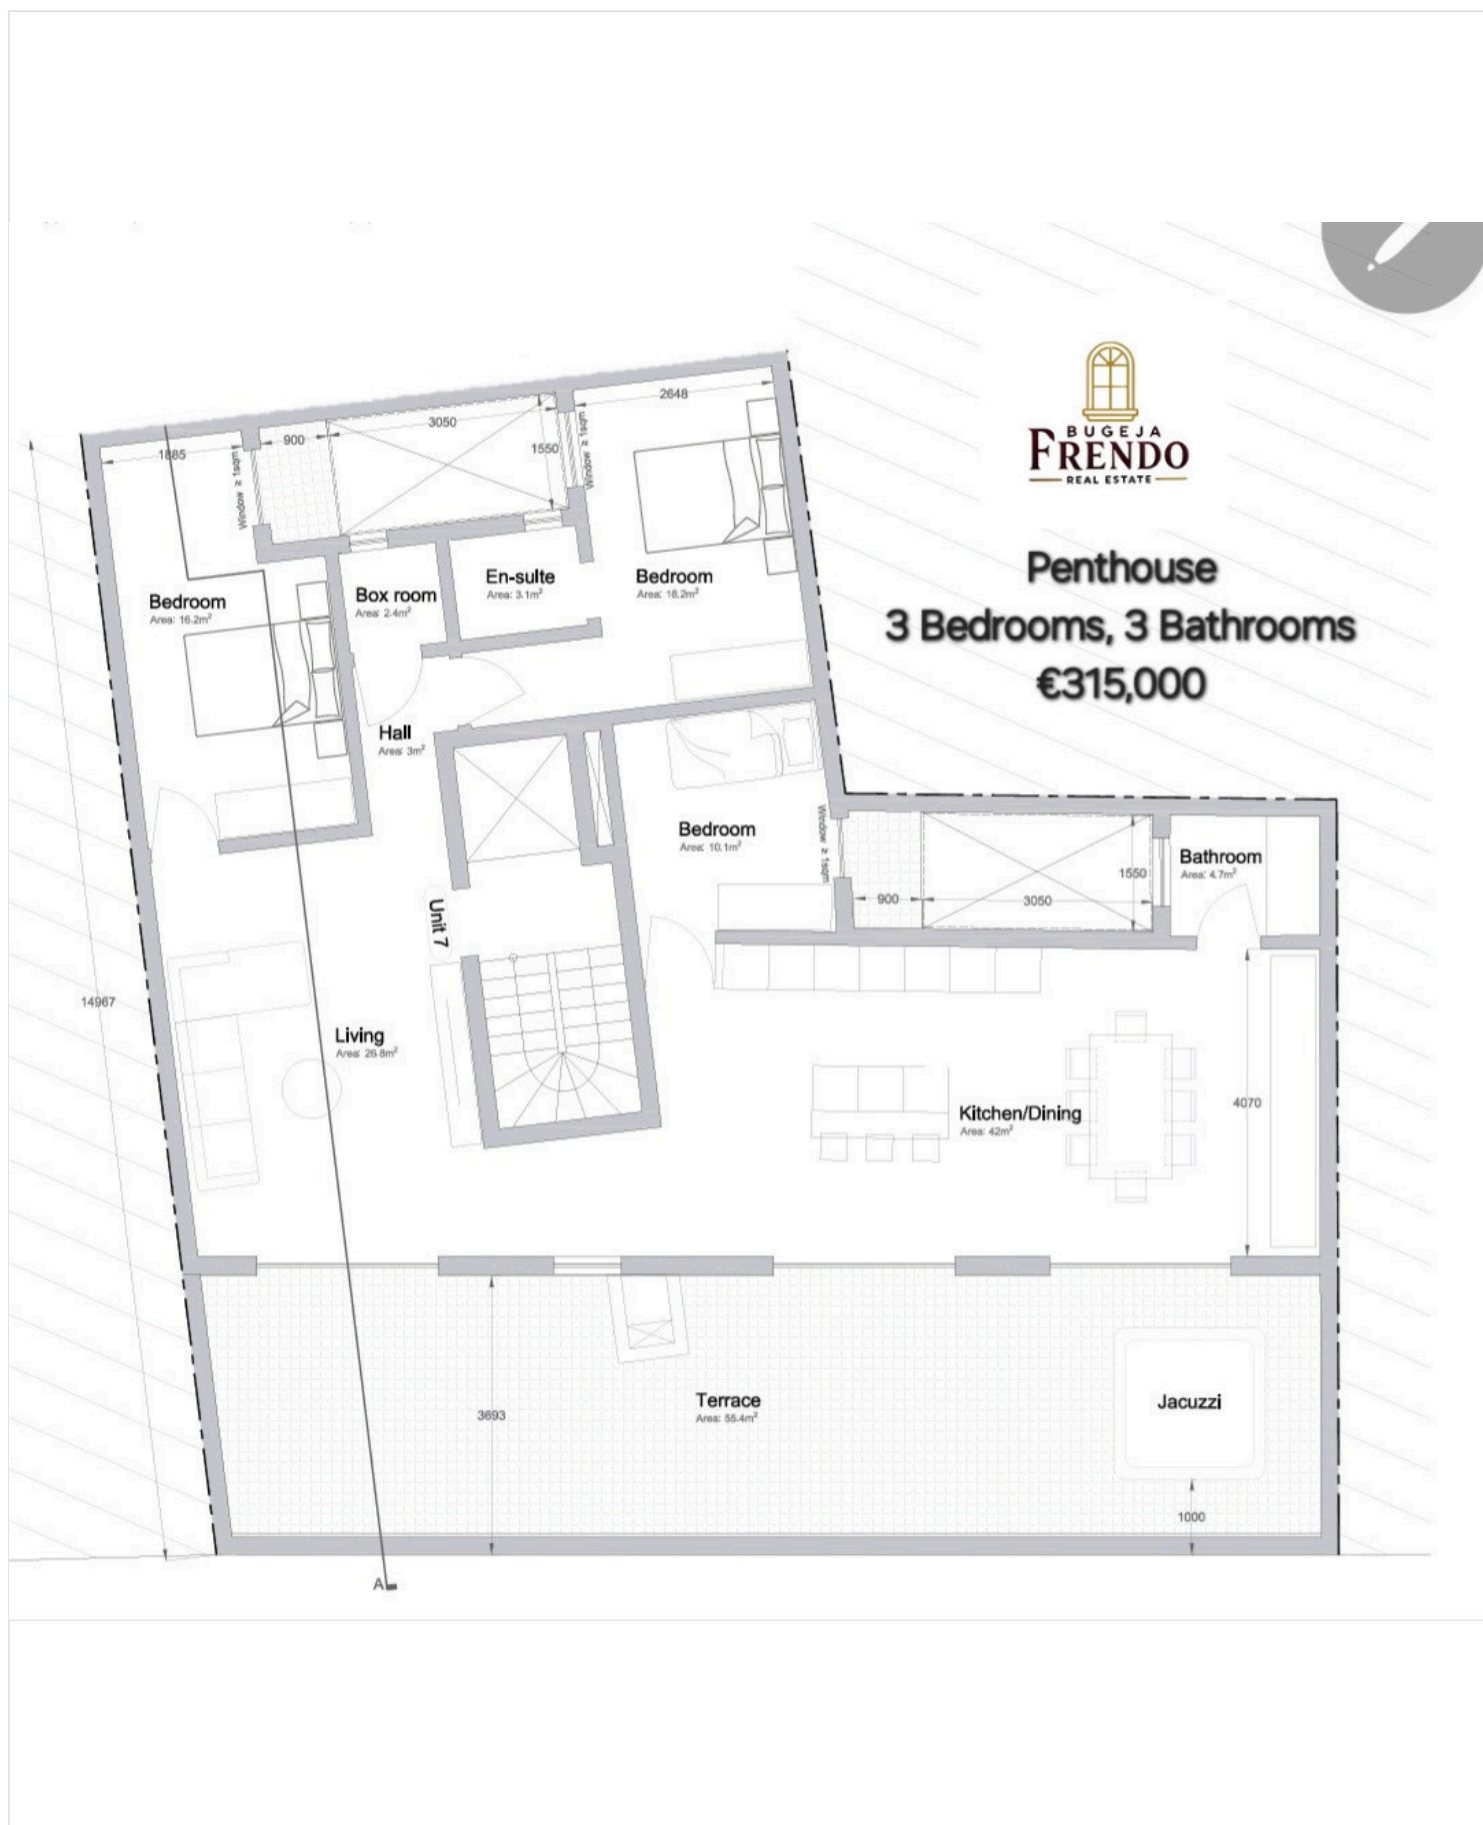 BUGEJA
FRENDO
REAL ESTATE
Penthouse
3 Bedrooms, 3 Bathrooms
€315,000
2648
3050
900
1885
1550
Window ≥ 1sqm
Window ≥ 1sqm
En-suite
Area: 3.1m²
Bedroom
Area: 18.2m²
Box room
Area: 2.4m²
Bedroom
Area: 16.2m²
Hall
Area: 3m²
Bedroom
Area: 10.1m²
Window ≥ 1sqm
Bathroom
Area: 4.7m²
1550
900
3050
Unit 7
14967
Living
Area: 26.8m²
Kitchen/Dining
Area: 42m²
4070
Terrace
Area: 55.4m²
Jacuzzi
3693
1000
A